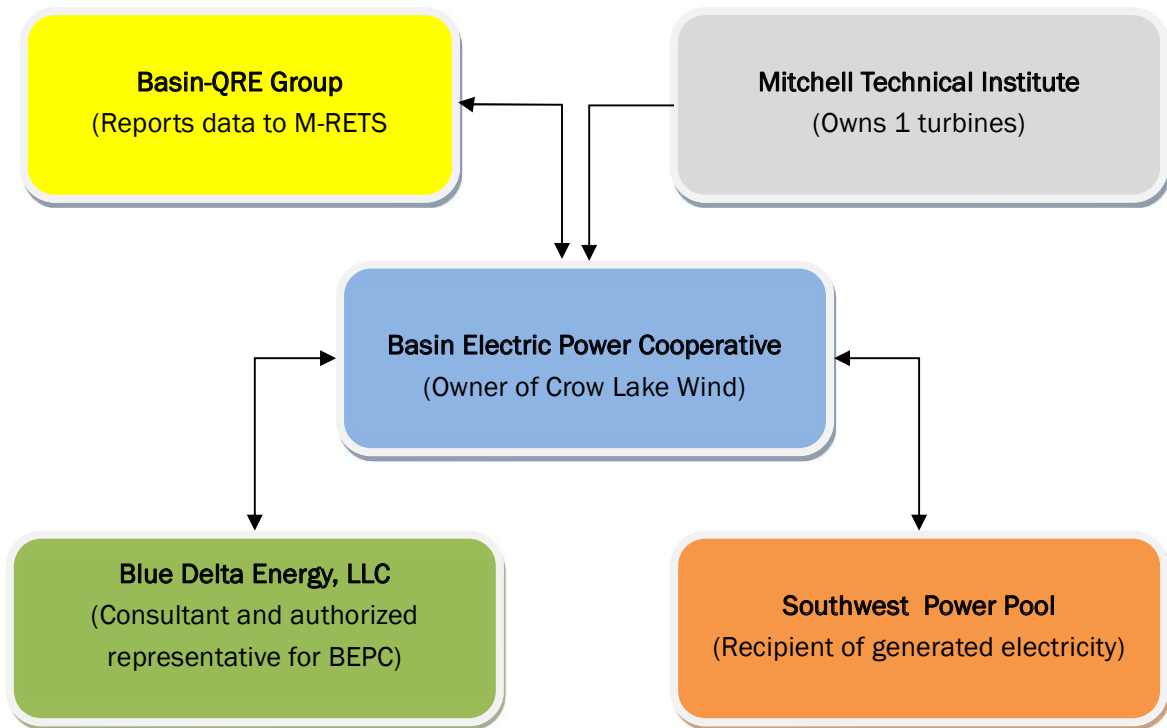 Basin-QRE Group
(Reports data to M-RETS
Mitchell Technical Institute
(Owns 1 turbines)
Basin Electric Power Cooperative
(Owner of Crow Lake Wind)
Blue Delta Energy, LLC
(Consultant and authorized
representative for BEPC)
Southwest Power Pool
(Recipient of generated electricity)